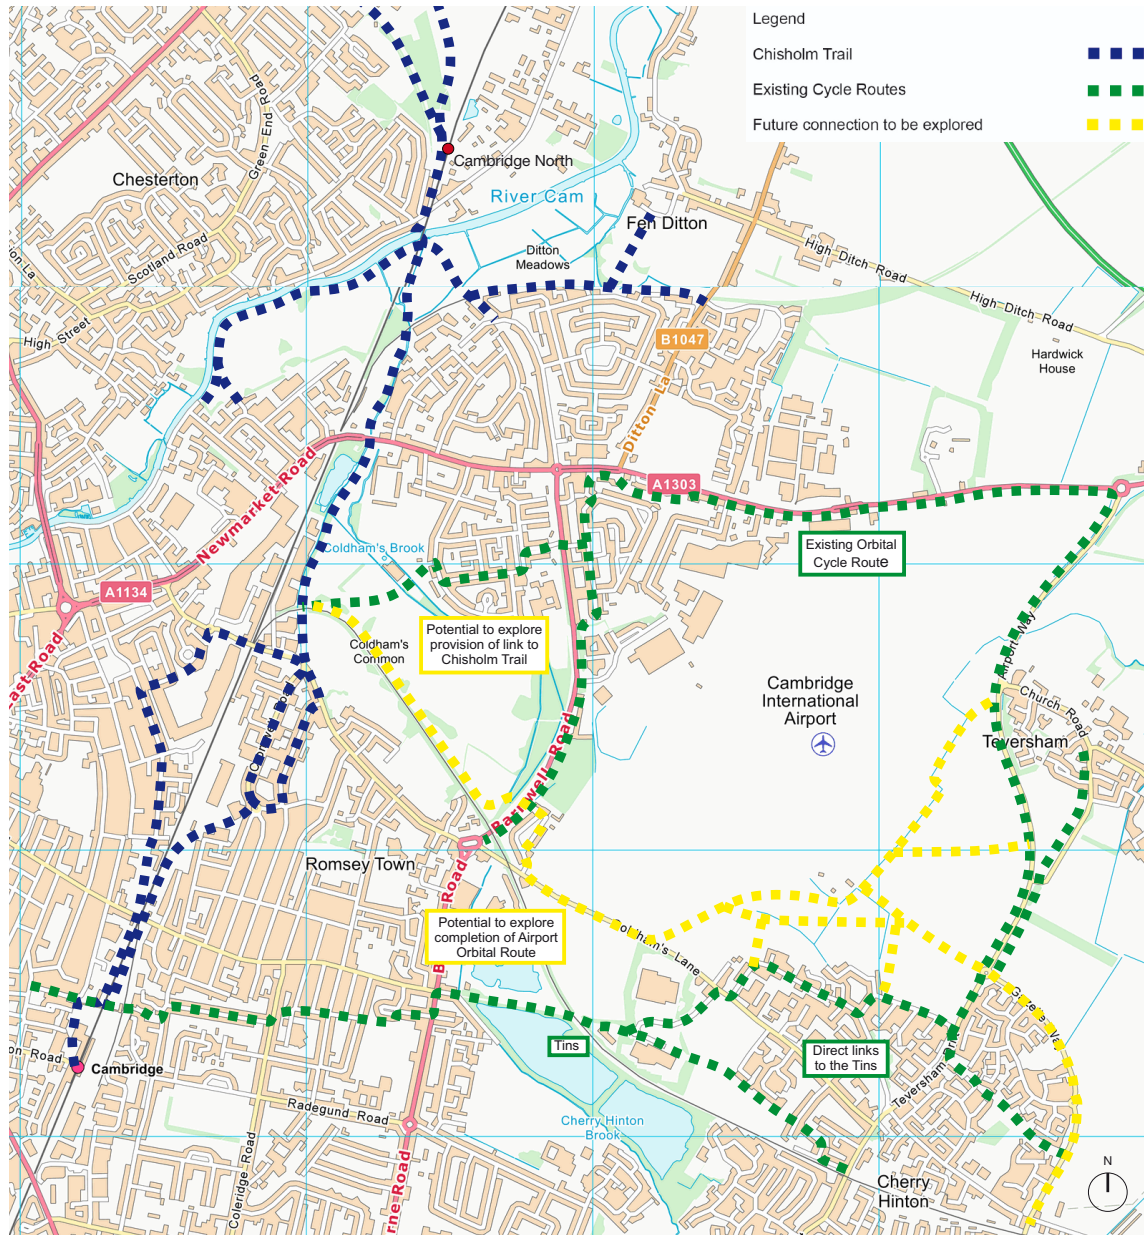 Legend
Chisholm Trail
Existing Cycle Routes
Future connection to be explored
Green End Road
Cambridge North
Chesterton
River Cam
Fen Ditton
Scotland Road
Ditton
Meadows
High Ditch Road
High Ditch Road
High Street
B1047
Hardwick
House
Ditton La
Newmarket Road
A1303
Coldham's Brook
Existing Orbital
Cycle Route
A1134
East Road
Potential to explore
provision of link to
Chisholm Trail
Coldham's
Common
Airport Way
Church Road
Cambridge
International
Airport
Teversham
Barnwell Road
Romsey Town
Road
Potential to explore
completion of Airport
Orbital Route
Coldham's Lane
Tins
Direct links
to the Tins
Teversham Drift
Cambridge
Radegund Road
Coleridge Road
Cherry Hinton
Brook
Cherry
Hinton
N